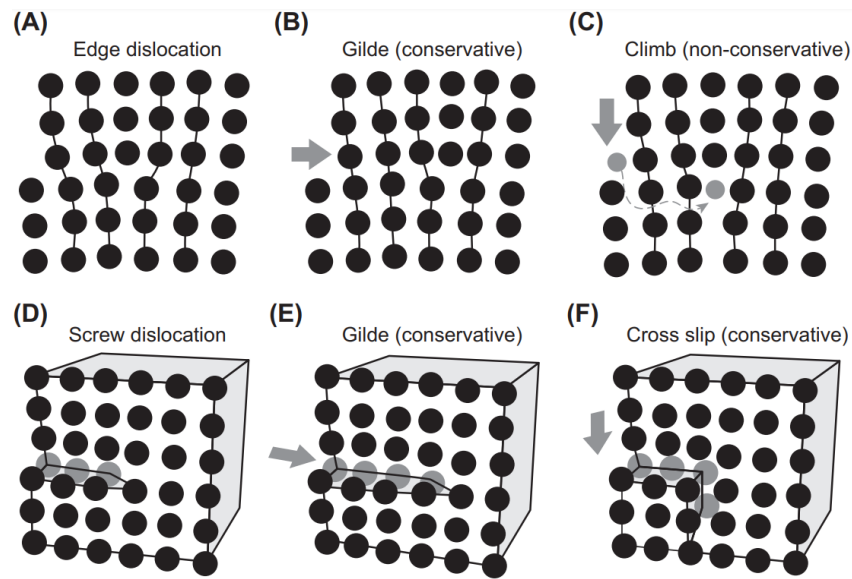 (A)
Edge dislocation
(B)
Gilde (conservative)
(C)
Climb (non-conservative)
(D)
Screw dislocation
(E)
Gilde (conservative)
(F)
Cross slip (conservative)